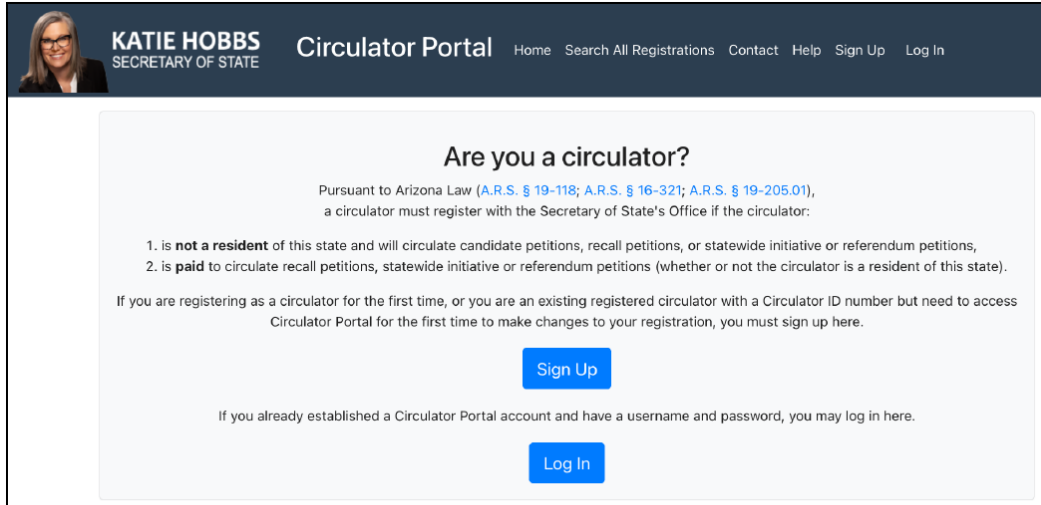 KATIE HOBBS
SECRETARY OF STATE
Circulator Portal Home Search All Registrations Contact Help Sign Up Log In
Are you a circulator?
Pursuant to Arizona Law (A.R.S. § 19-118; A.R.S. § 16-321; A.R.S. § 19-205.01),
a circulator must register with the Secretary of State's Office if the circulator:
1. is not a resident of this state and will circulate candidate petitions, recall petitions, or statewide initiative or referendum petitions,
2. is paid to circulate recall petitions, statewide initiative or referendum petitions (whether or not the circulator is a resident of this state).
If you are registering as a circulator for the first time, or you are an existing registered circulator with a Circulator ID number but need to access
Circulator Portal for the first time to make changes to your registration, you must sign up here.
Sign Up
If you already established a Circulator Portal account and have a username and password, you may log in here.
Log In